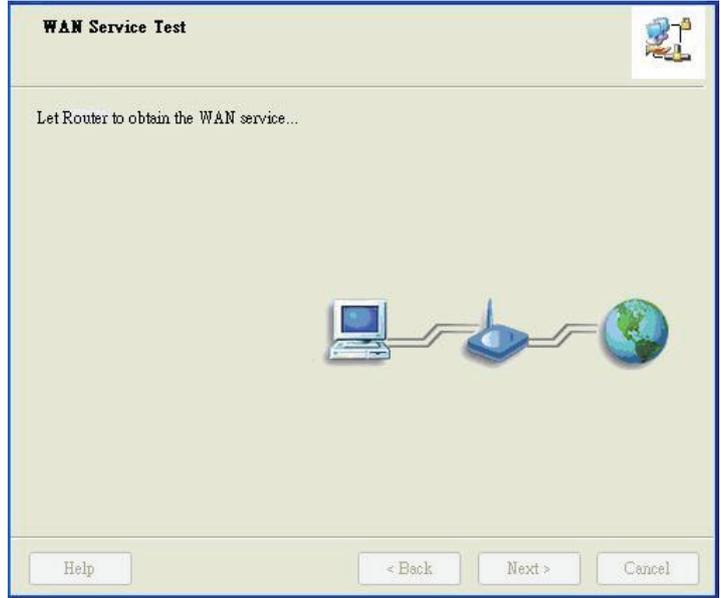 WAN Service Test
Let Router to obtain the WAN service...
Help
< Back
Next >
Cancel